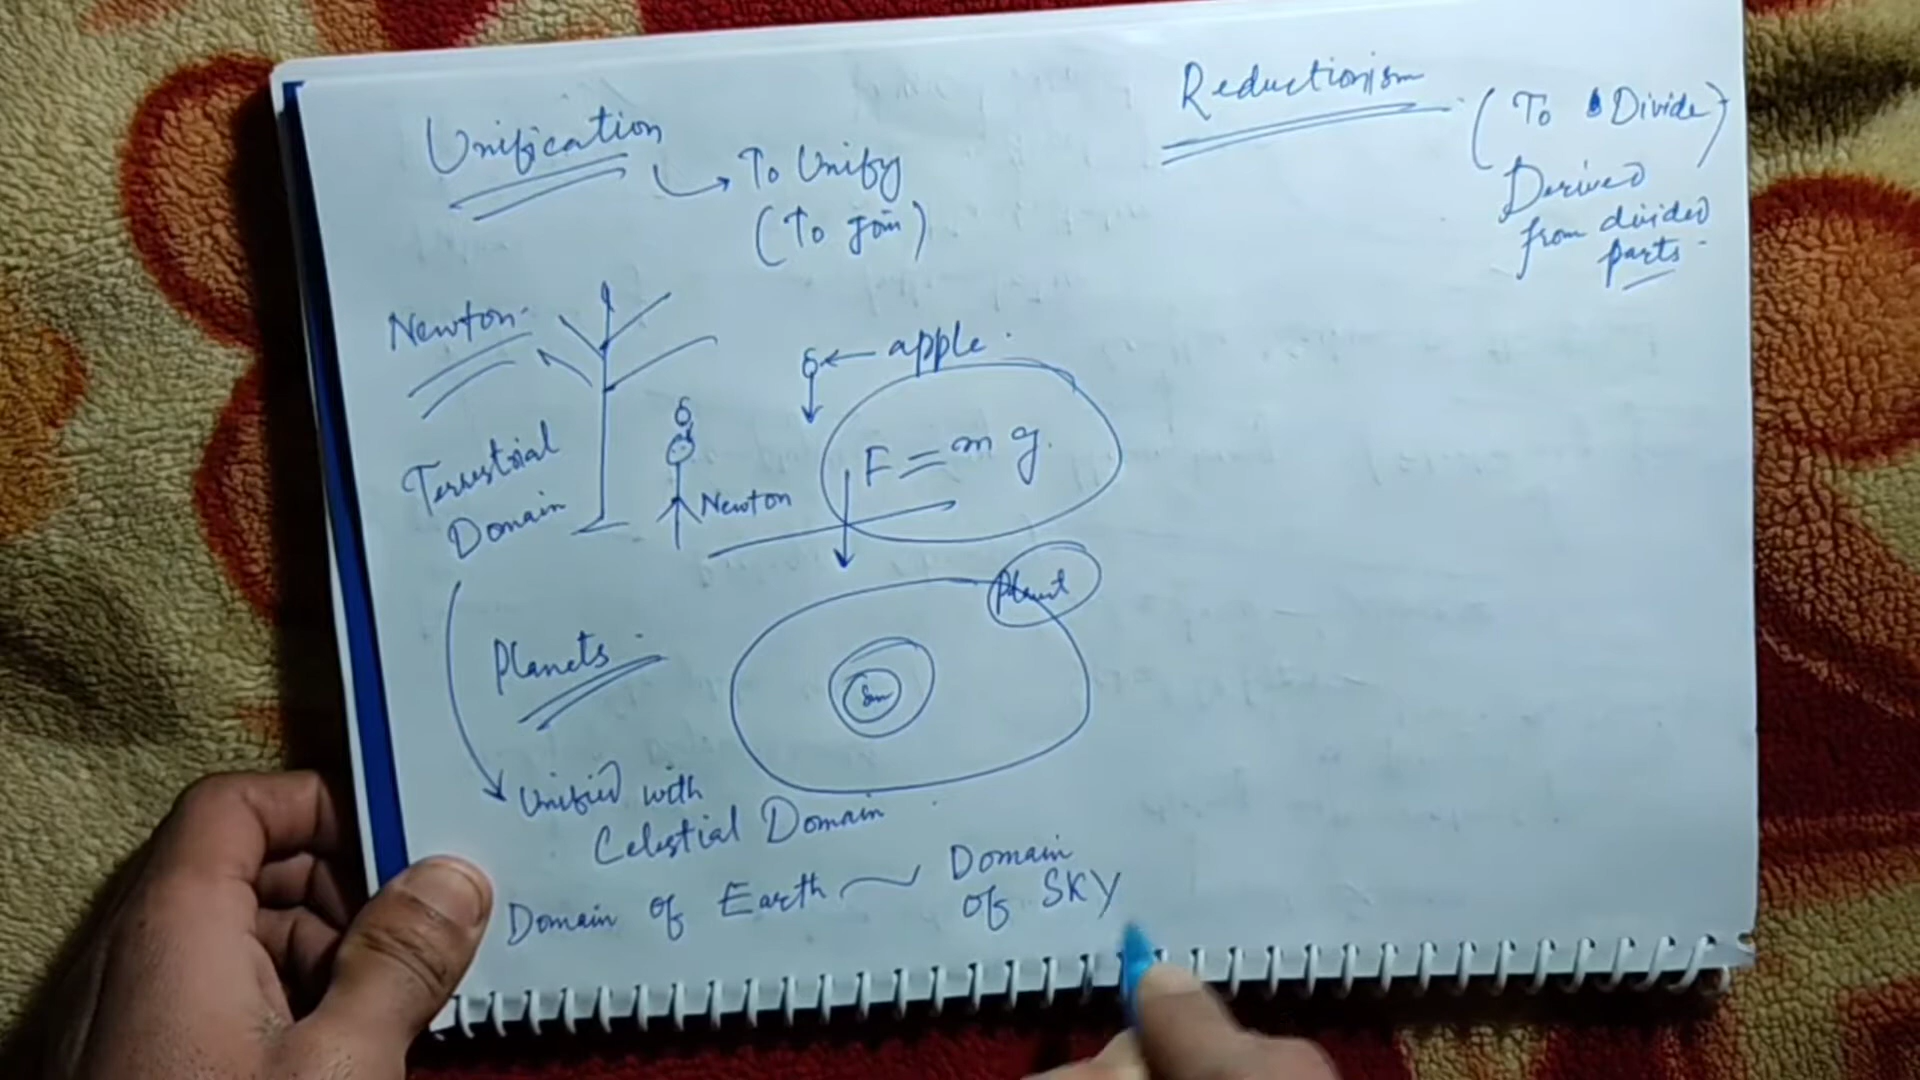 Unification
To Unify
(To join)
Reductionism
(To Divide)
Derived
from divided
parts.
Newton.
apple.
F = mg.
Terrestrial
Domain
Newton
Planet
Planets.
Sun
Unified with
Celestial Domain
Domain of Earth
Domain
of SKY